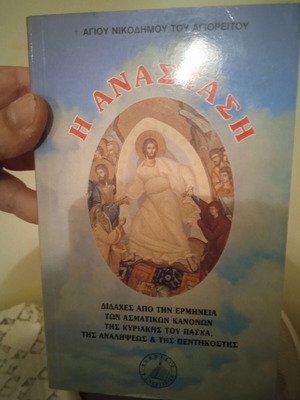 † ΑΓΙΟΥ ΝΙΚΟΔΗΜΟΥ ΤΟΥ ΑΓΙΟΡΕΙΤΟΥ
Η ΑΝΑΣΤΑΣΗ
ΔΙΔΑΧΕΣ ΑΠΟ ΤΗΝ ΕΡΜΗΝΕΙΑ
ΤΩΝ ΑΣΜΑΤΙΚΩΝ ΚΑΝΟΝΩΝ
ΤΗΣ ΚΥΡΙΑΚΗΣ ΤΟΥ ΠΑΣΧΑ,
ΤΗΣ ΑΝΑΛΗΨΕΩΣ & ΤΗΣ ΠΕΝΤΗΚΟΣΤΗΣ